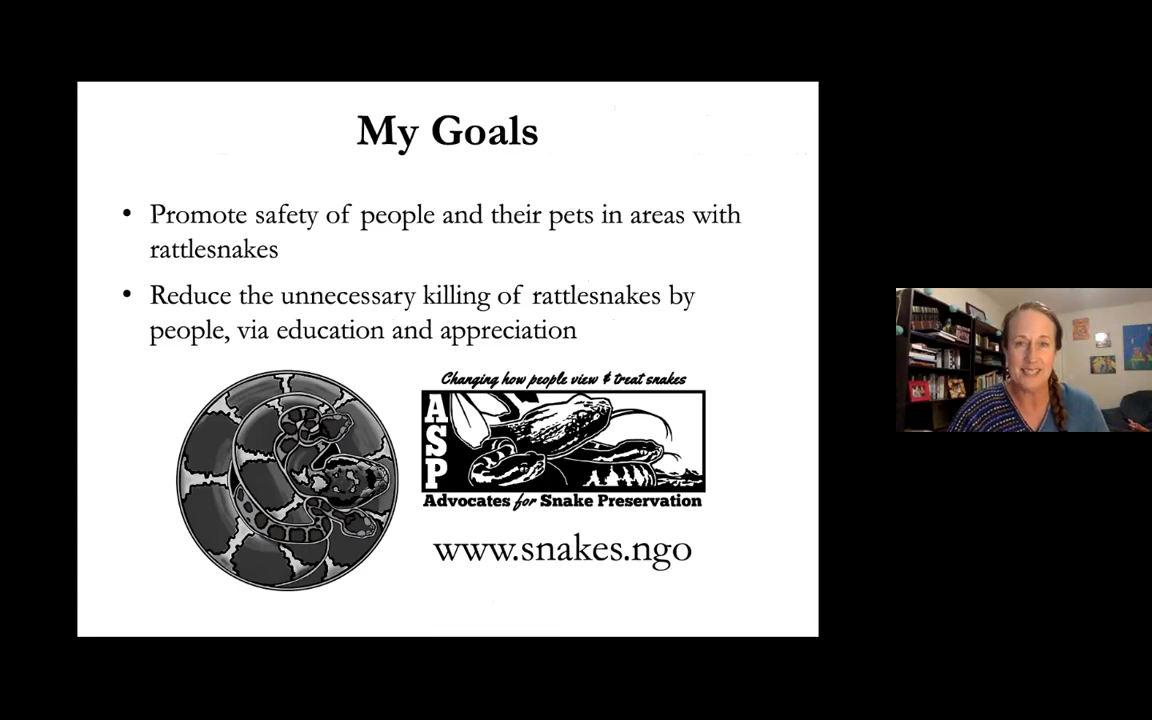 My Goals
• Promote safety of people and their pets in areas with
rattlesnakes
• Reduce the unnecessary killing of rattlesnakes by
people, via education and appreciation
Changing how people view & treat snakes
ASP
Advocates for Snake Preservation
www.snakes.ngo